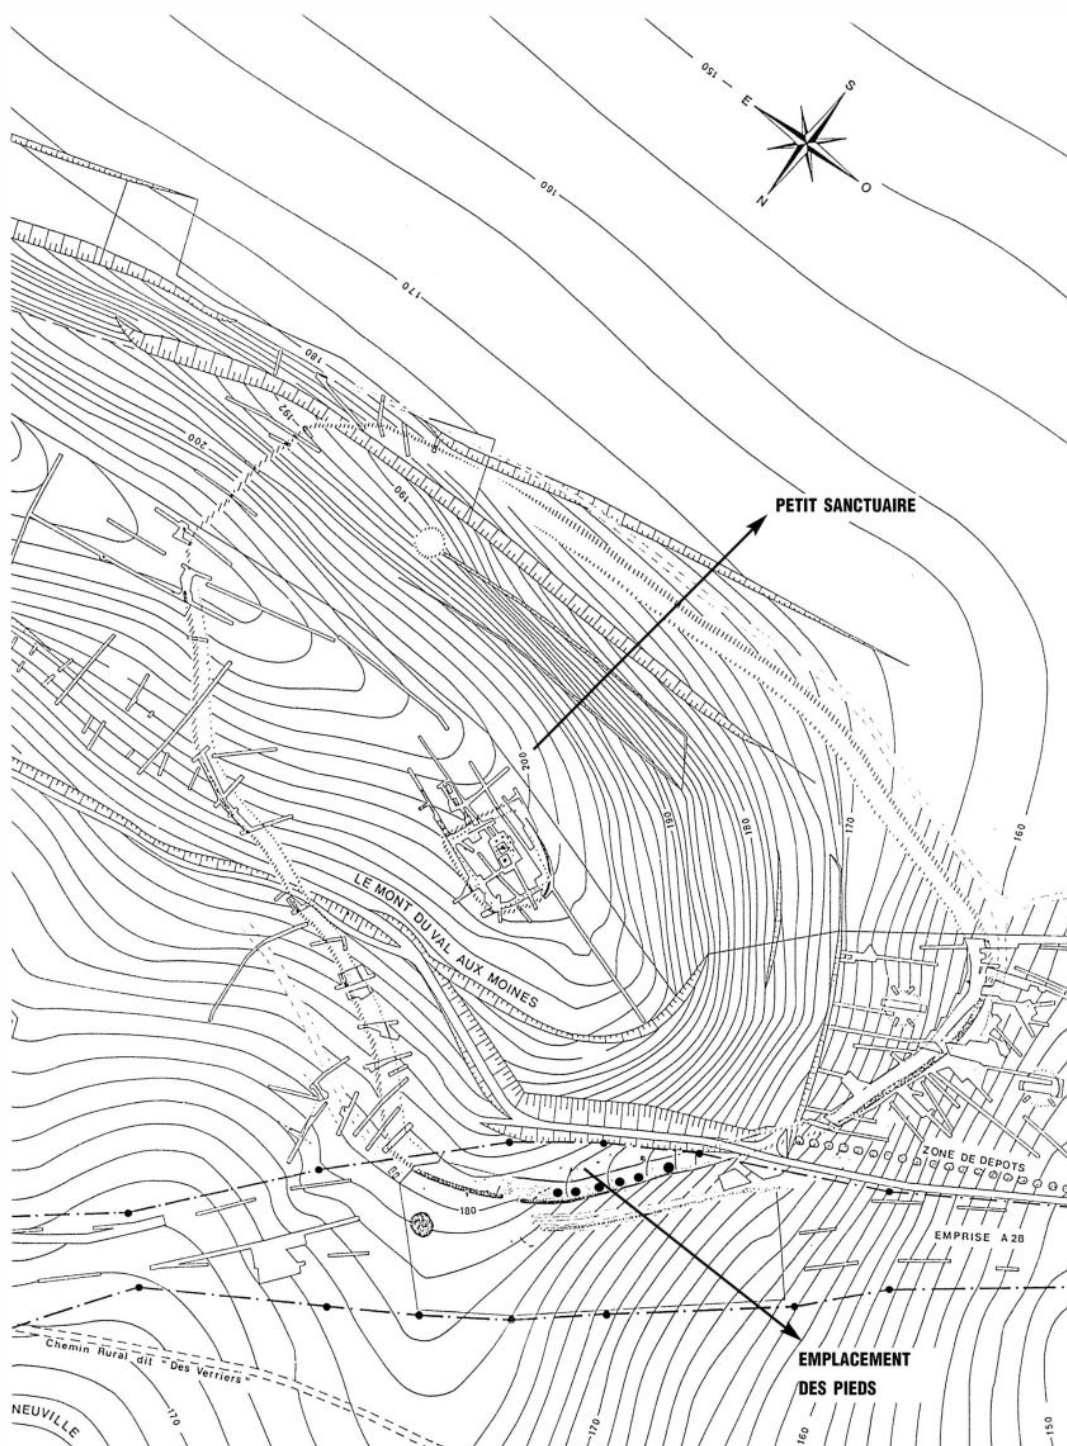 150
S
E
O
N
160
170
180
192
200
190
PETIT SANCTUAIRE
200
190
180
170
160
LE MONT DU VAL AUX MOINES
ZONE DE DEPOTS
180
EMPRISE A 28
Chemin Rural dit "Des Verriers"
EMPLACEMENT
DES PIEDS
NEUVILLE
170
170
160
150